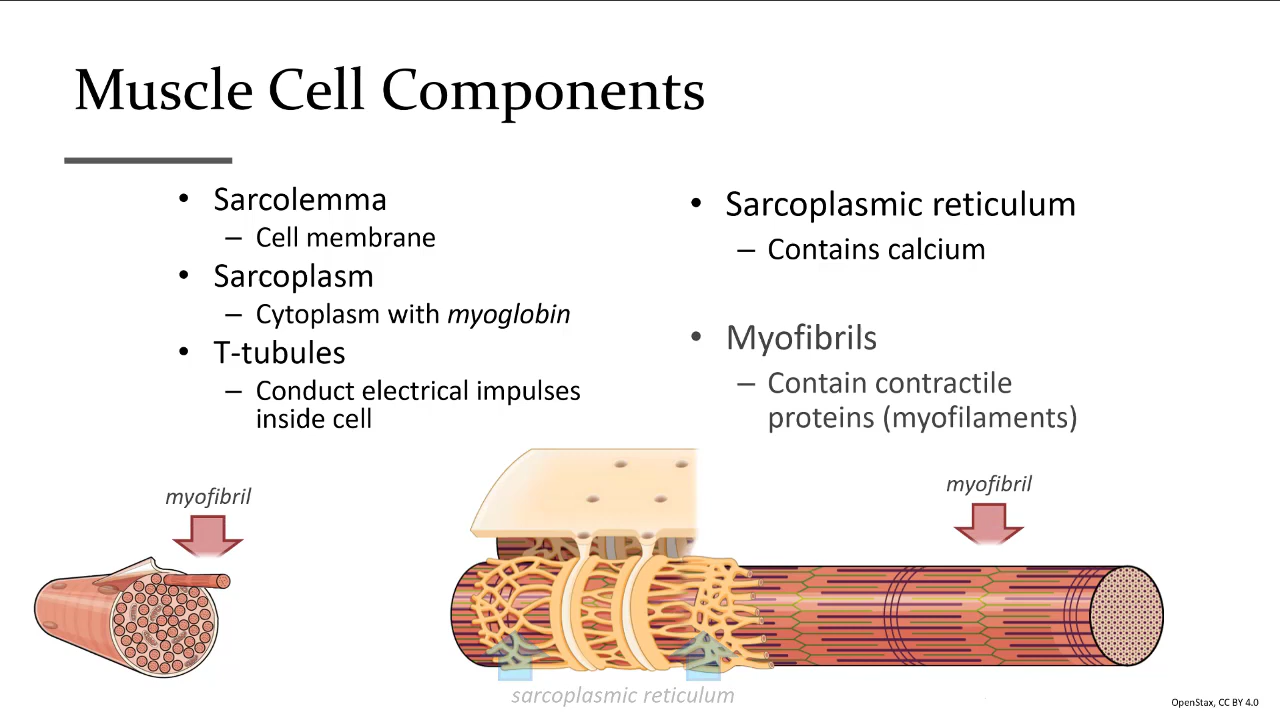 Muscle Cell Components
• Sarcolemma
– Cell membrane
• Sarcoplasm
– Cytoplasm with myoglobin
• T-tubules
– Conduct electrical impulses
inside cell
• Sarcoplasmic reticulum
– Contains calcium
• Myofibrils
– Contain contractile
proteins (myofilaments)
myofibril
myofibril
sarcoplasmic reticulum
OpenStax, CC BY 4.0